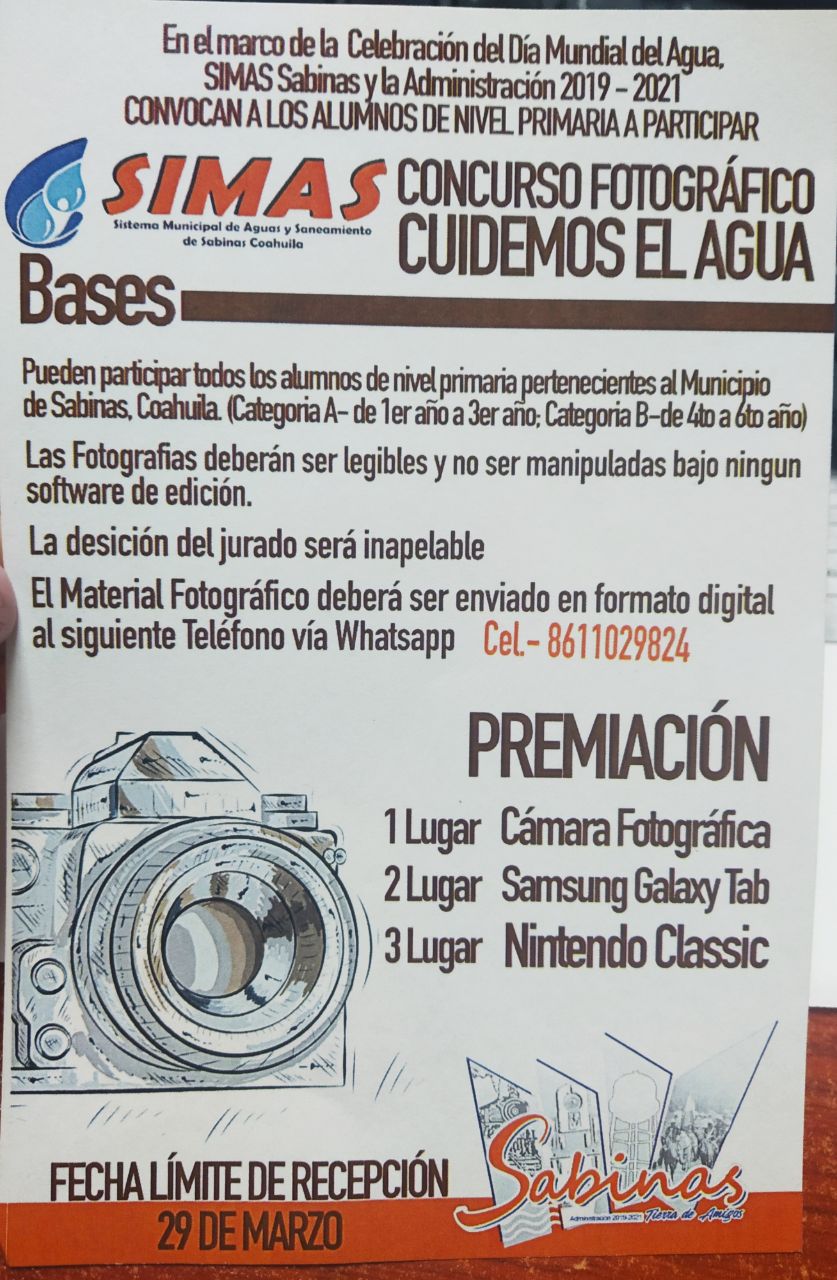 En el marco de la Celebración del Día Mundial del Agua,
SIMAS Sabinas y la Administración 2019 - 2021
CONVOCAN A LOS ALUMNOS DE NIVEL PRIMARIA A PARTICIPAR
SIMAS
Sistema Municipal de Aguas y Saneamiento
de Sabinas Coahuila
CONCURSO FOTOGRÁFICO
CUIDEMOS EL AGUA
Bases
Pueden participar todos los alumnos de nivel primaria pertenecientes al Municipio
de Sabinas, Coahuila. (Categoria A- de 1er año a 3er año; Categoria B-de 4to a 6to año)
Las Fotografias deberán ser legibles y no ser manipuladas bajo ningun
software de edición.
La desición del jurado será inapelable
El Material Fotográfico deberá ser enviado en formato digital
al siguiente Teléfono vía Whatsapp Cel.- 8611029824
PREMIACIÓN
1 Lugar Cámara Fotográfica
2 Lugar Samsung Galaxy Tab
3 Lugar Nintendo Classic
FECHA LÍMITE DE RECEPCIÓN
29 DE MARZO
Sabinas
Administración 2019-2021 Tierra de Amigos